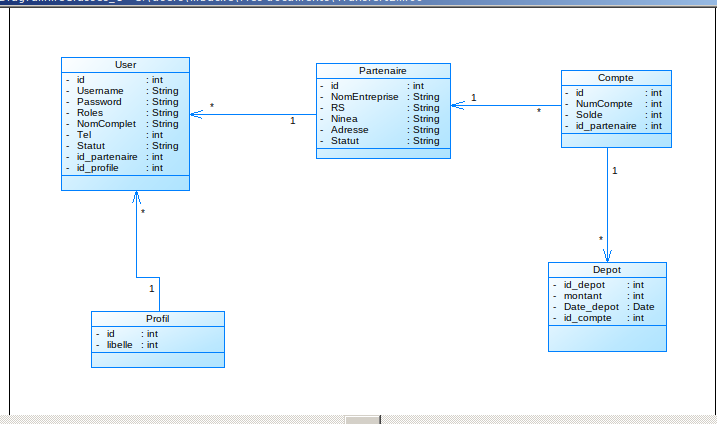 User
- id : int
- Username : String
- Password : String
- Roles : String
- NomComplet : String
- Tel : int
- Statut : String
- id_partenaire : int
- id_profile : int
*
1
Partenaire
- id : int
- NomEntreprise : String
- RS : String
- Ninea : String
- Adresse : String
- Statut : String
1
*
Compte
- id : int
- NumCompte : int
- Solde : int
- id_partenaire : int
1
*
Depot
- id_depot : int
- montant : int
- Date_depot : Date
- id_compte : int
*
1
Profil
- id : int
- libelle : int